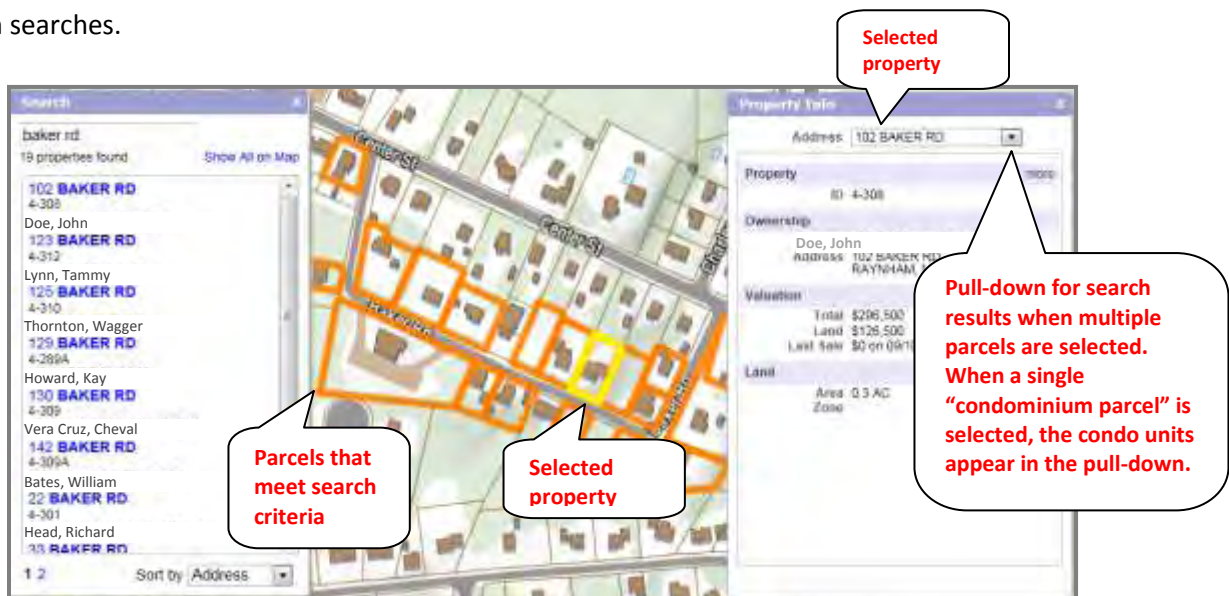 searches.
Selected
property
Search
baker rd
19 properties found Show All on Map
102 BAKER RD
4-308
Doe, John
123 BAKER RD
4-312
Lynn, Tammy
125 BAKER RD
4-310
Thornton, Wagger
129 BAKER RD
4-289A
Howard, Kay
130 BAKER RD
4-309
Vera Cruz, Cheval
142 BAKER RD
4-309A
Bates, William
22 BAKER RD
4-301
Head, Richard
33 BAKER RD
1 2 Sort by Address
Center St
Center St
Baker Rd
Parcels that
meet search
criteria
Selected
property
Property Info
Address 102 BAKER RD
Property more
ID 4-308
Ownership
Doe, John
Address 102 BAKER RD
RAYNHAM,
Valuation
Total $296,500
Land $126,500
Last Sale $0 on
Land
Area 0.3 AC
Zone
Pull-down for search
results when multiple
parcels are selected.
When a single
“condominium parcel” is
selected, the condo units
appear in the pull-down.